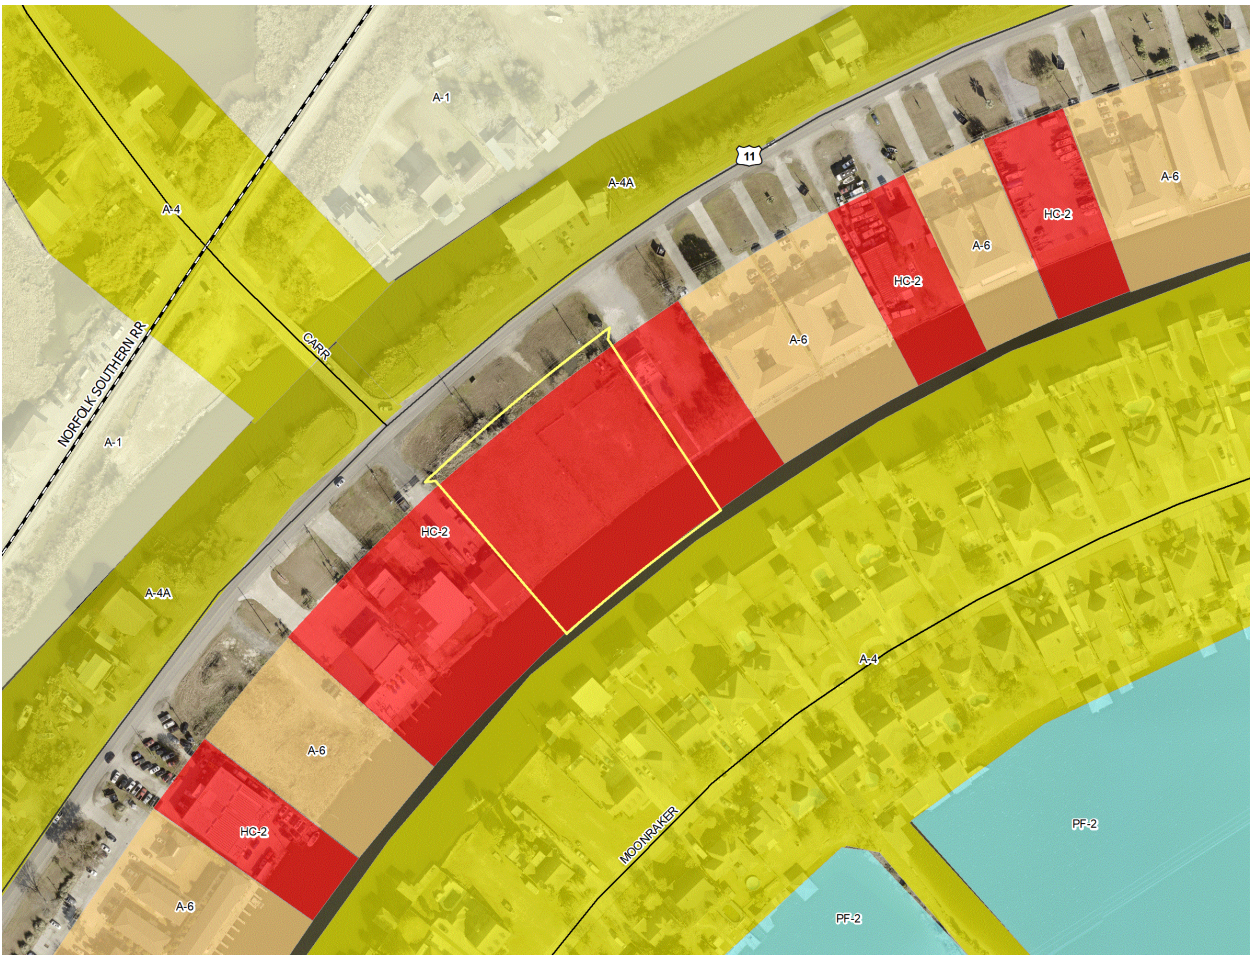 A-1
11
A-4A
A-4
A-6
HC-2
A-6
HC-2
NORFOLK SOUTHERN RR
CARR
A-6
A-1
HC-2
A-4A
A-4
A-6
MOONRAKER
HC-2
PF-2
A-6
PF-2